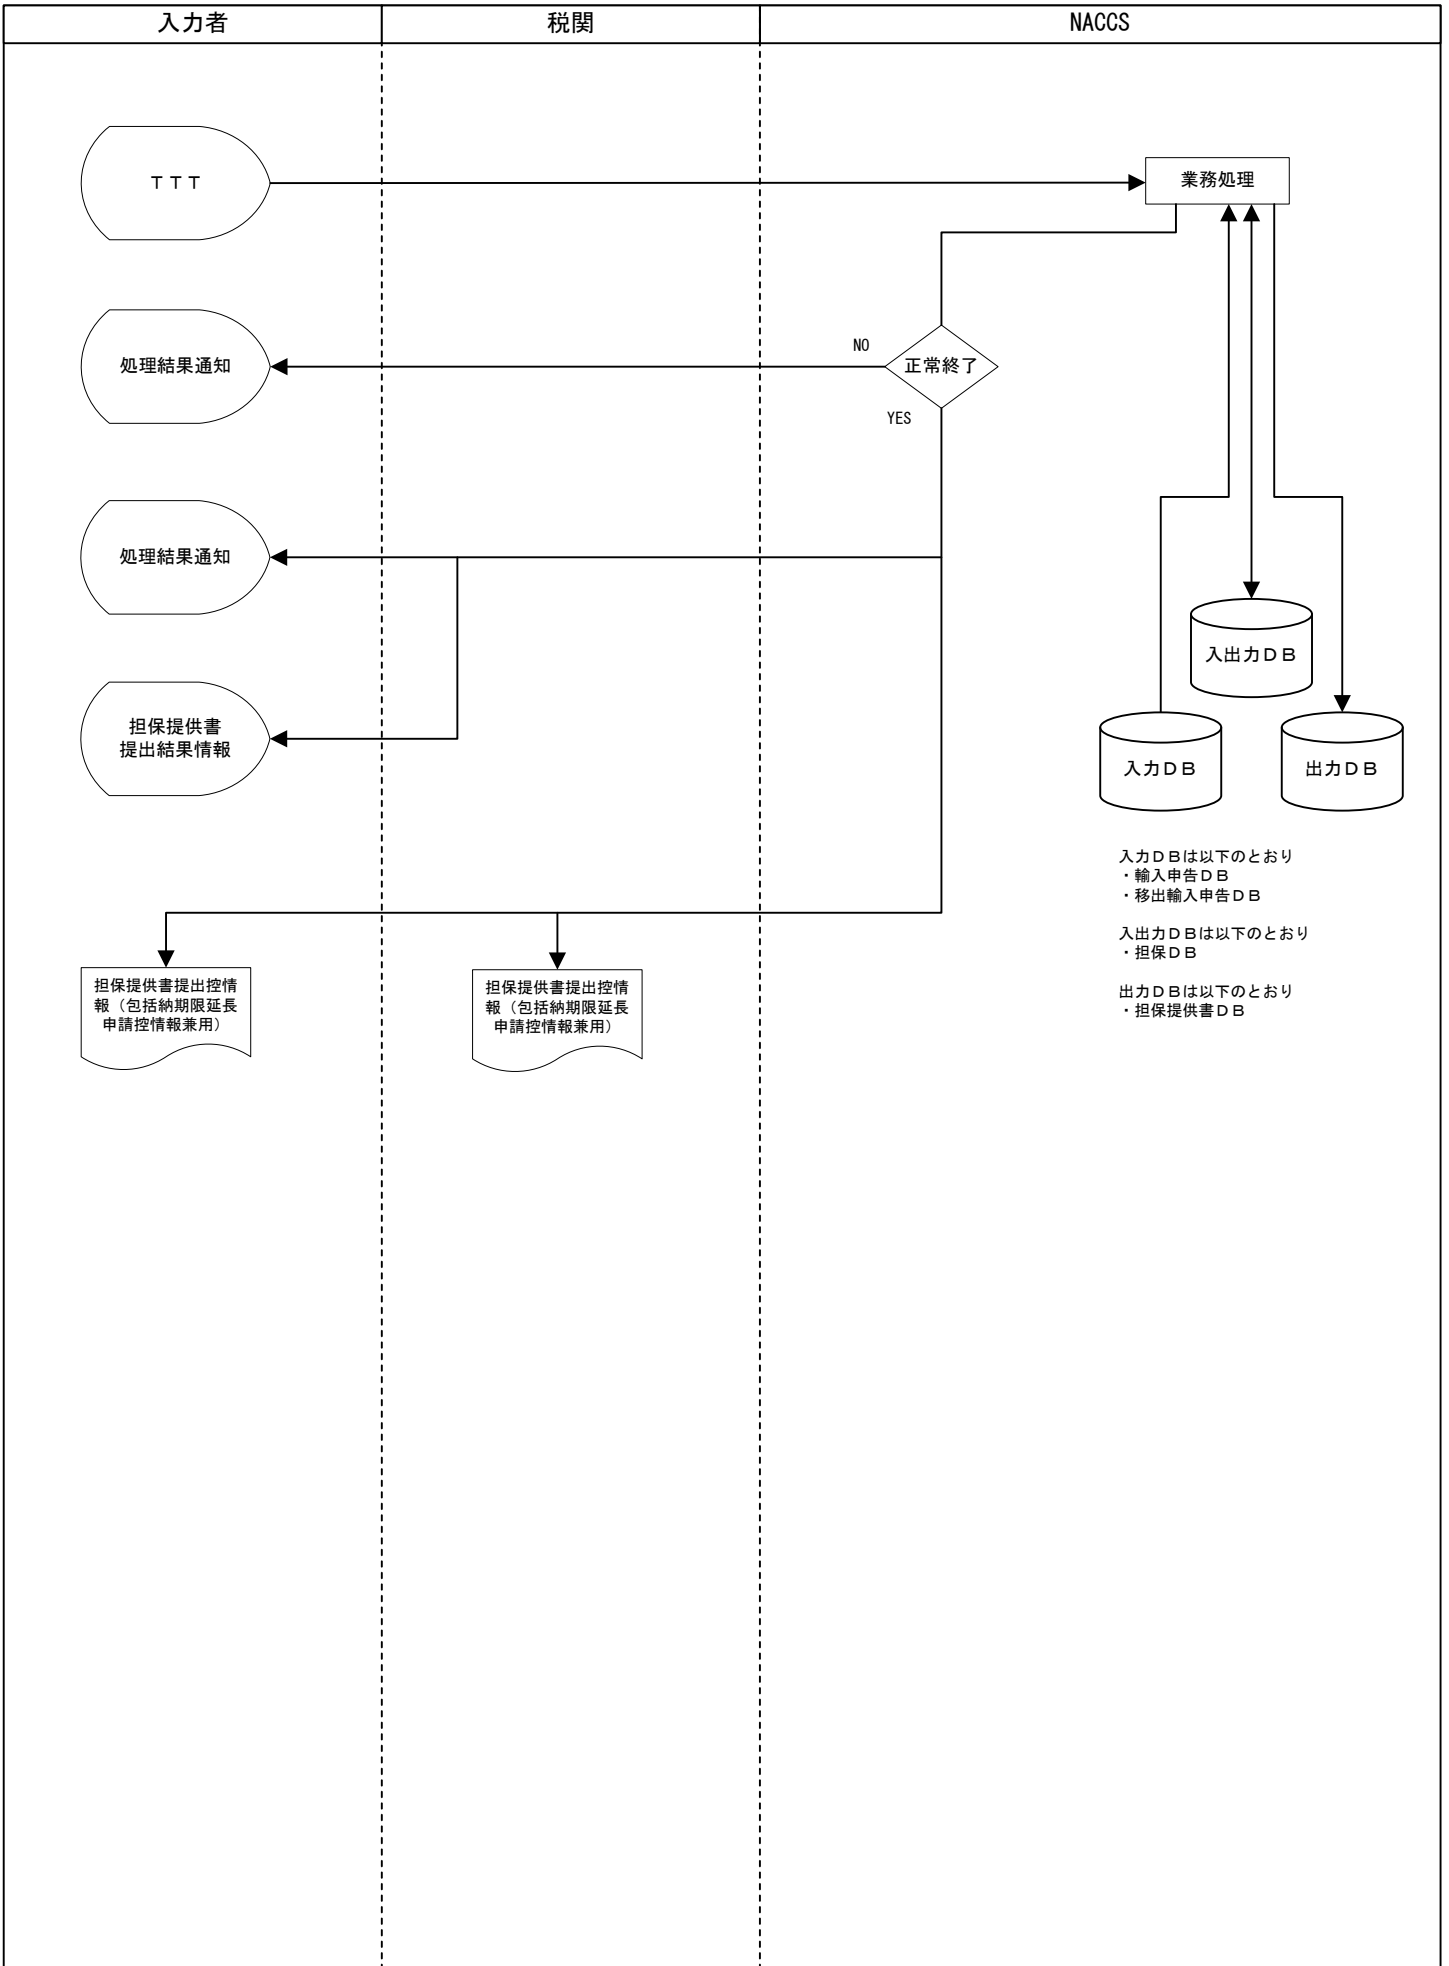 入力者
税関
NACCS
ＴＴＴ
業務処理
処理結果通知
NO
正常終了
YES
処理結果通知
入出力ＤＢ
担保提供書
提出結果情報
入力ＤＢ
出力ＤＢ
入力ＤＢは以下のとおり
・輸入申告ＤＢ
・移出輸入申告ＤＢ
入出力ＤＢは以下のとおり
・担保ＤＢ
出力ＤＢは以下のとおり
・担保提供書ＤＢ
担保提供書提出控情
報（包括納期限延長
申請控情報兼用）
担保提供書提出控情
報（包括納期限延長
申請控情報兼用）